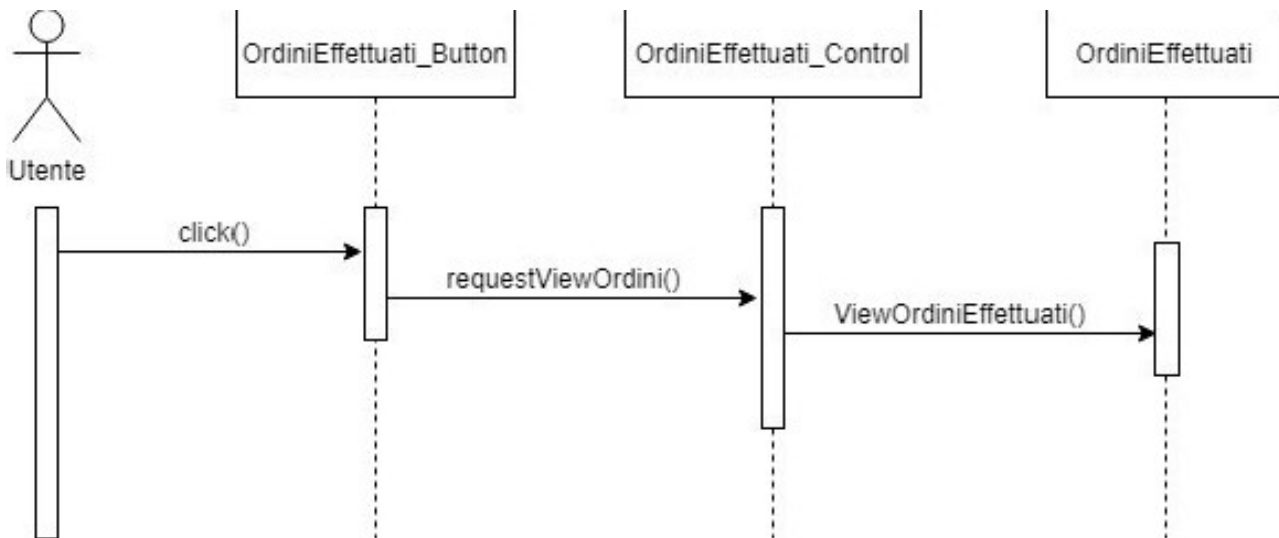 OrdiniEffettuati_Button
OrdiniEffettuati_Control
OrdiniEffettuati
Utente
click()
requestViewOrdini()
ViewOrdiniEffettuati()